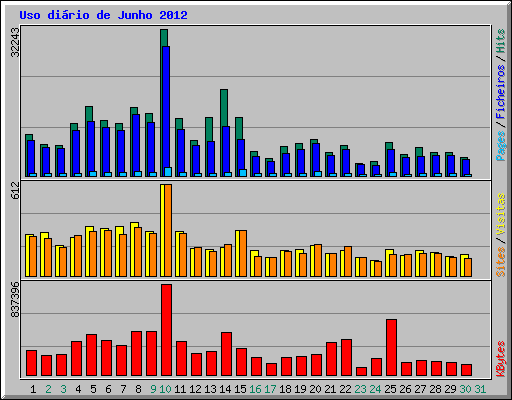 Uso diário de Junho 2012
32243
Pages / Ficheiros / Hits
612
Sites / Visitas
837396
KBytes
1 2 3 4 5 6 7 8 9 10 11 12 13 14 15 16 17 18 19 20 21 22 23 24 25 26 27 28 29 30 31